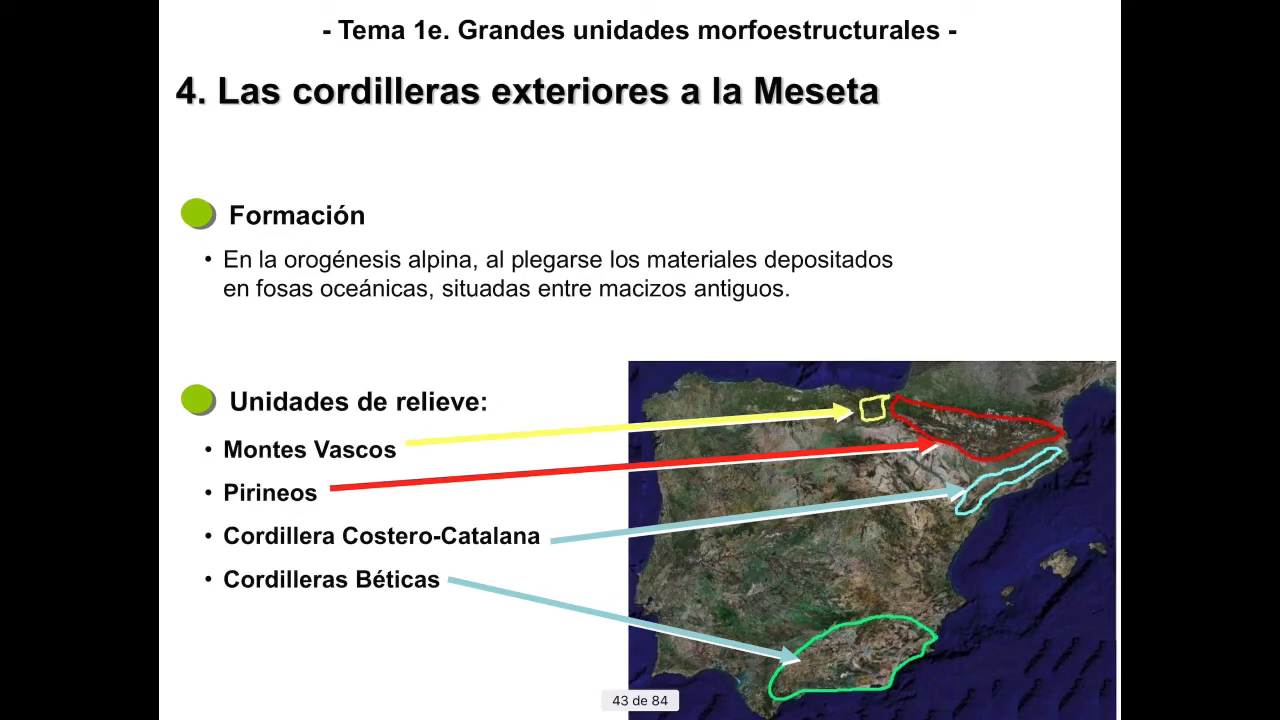 - Tema 1e. Grandes unidades morfoestructurales -
4. Las cordilleras exteriores a la Meseta
Formación
• En la orogénesis alpina, al plegarse los materiales depositados
en fosas oceánicas, situadas entre macizos antiguos.
Unidades de relieve:
• Montes Vascos
• Pirineos
• Cordillera Costero-Catalana
• Cordilleras Béticas
43 de 84